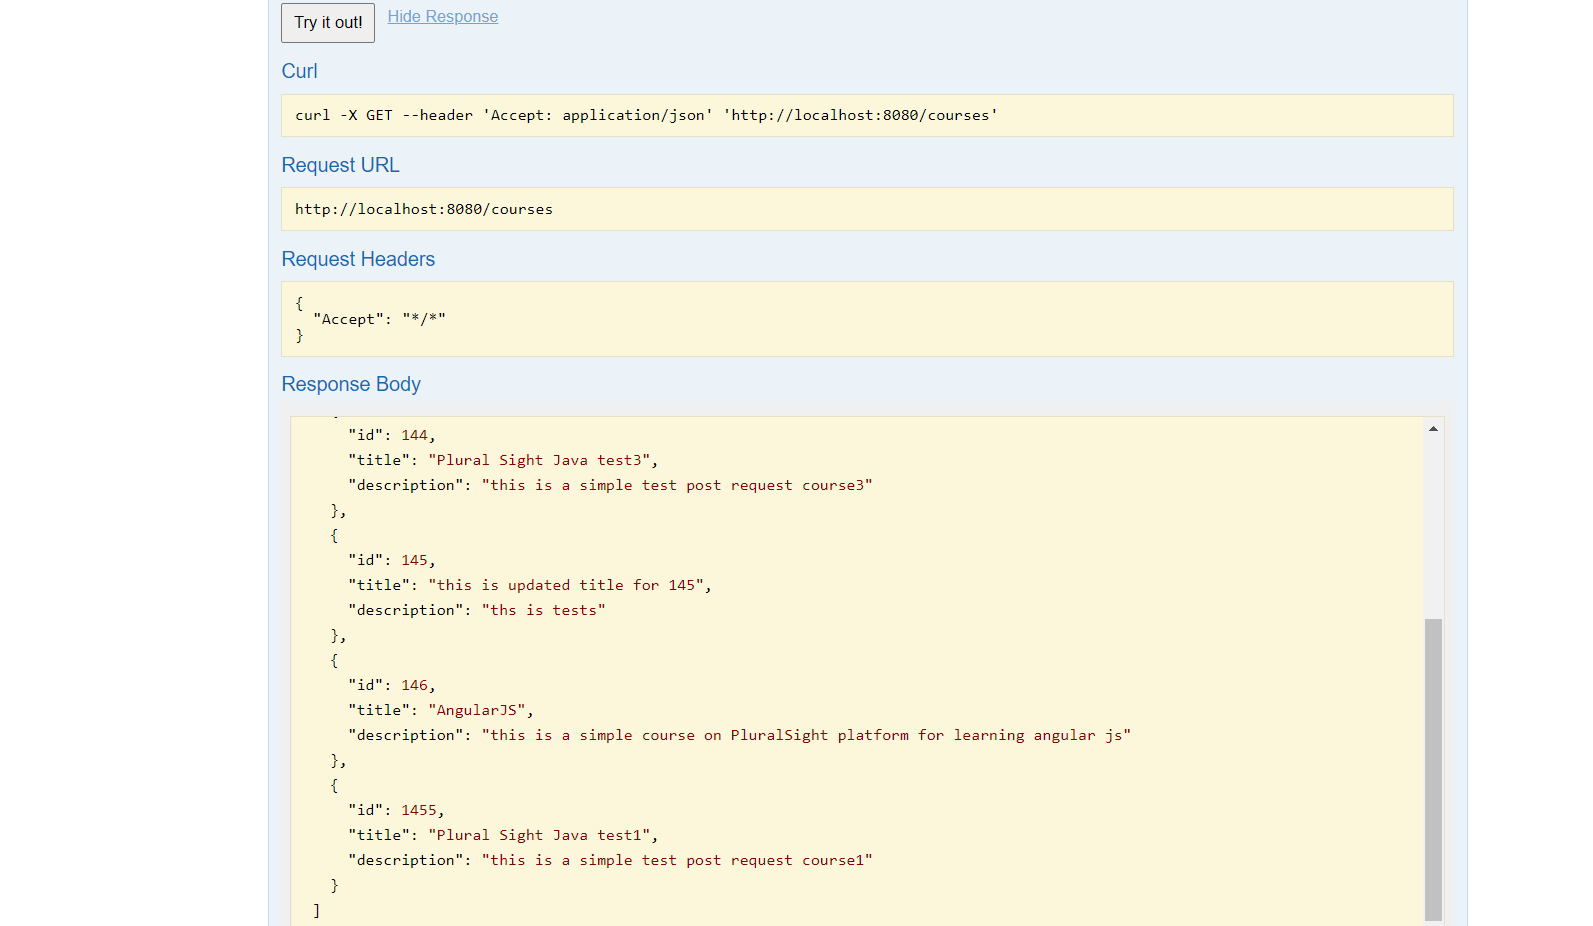 Try it out! Hide Response
Curl
curl -X GET --header 'Accept: application/json' 'http://localhost:8080/courses'
Request URL
http://localhost:8080/courses
Request Headers
{
  "Accept": "*/*"
}
Response Body
    "id": 144,
    "title": "Plural Sight Java test3",
    "description": "this is a simple test post request course3"
  },
  {
    "id": 145,
    "title": "this is updated title for 145",
    "description": "ths is tests"
  },
  {
    "id": 146,
    "title": "AngularJS",
    "description": "this is a simple course on PluralSight platform for learning angular js"
  },
  {
    "id": 1455,
    "title": "Plural Sight Java test1",
    "description": "this is a simple test post request course1"
  }
]